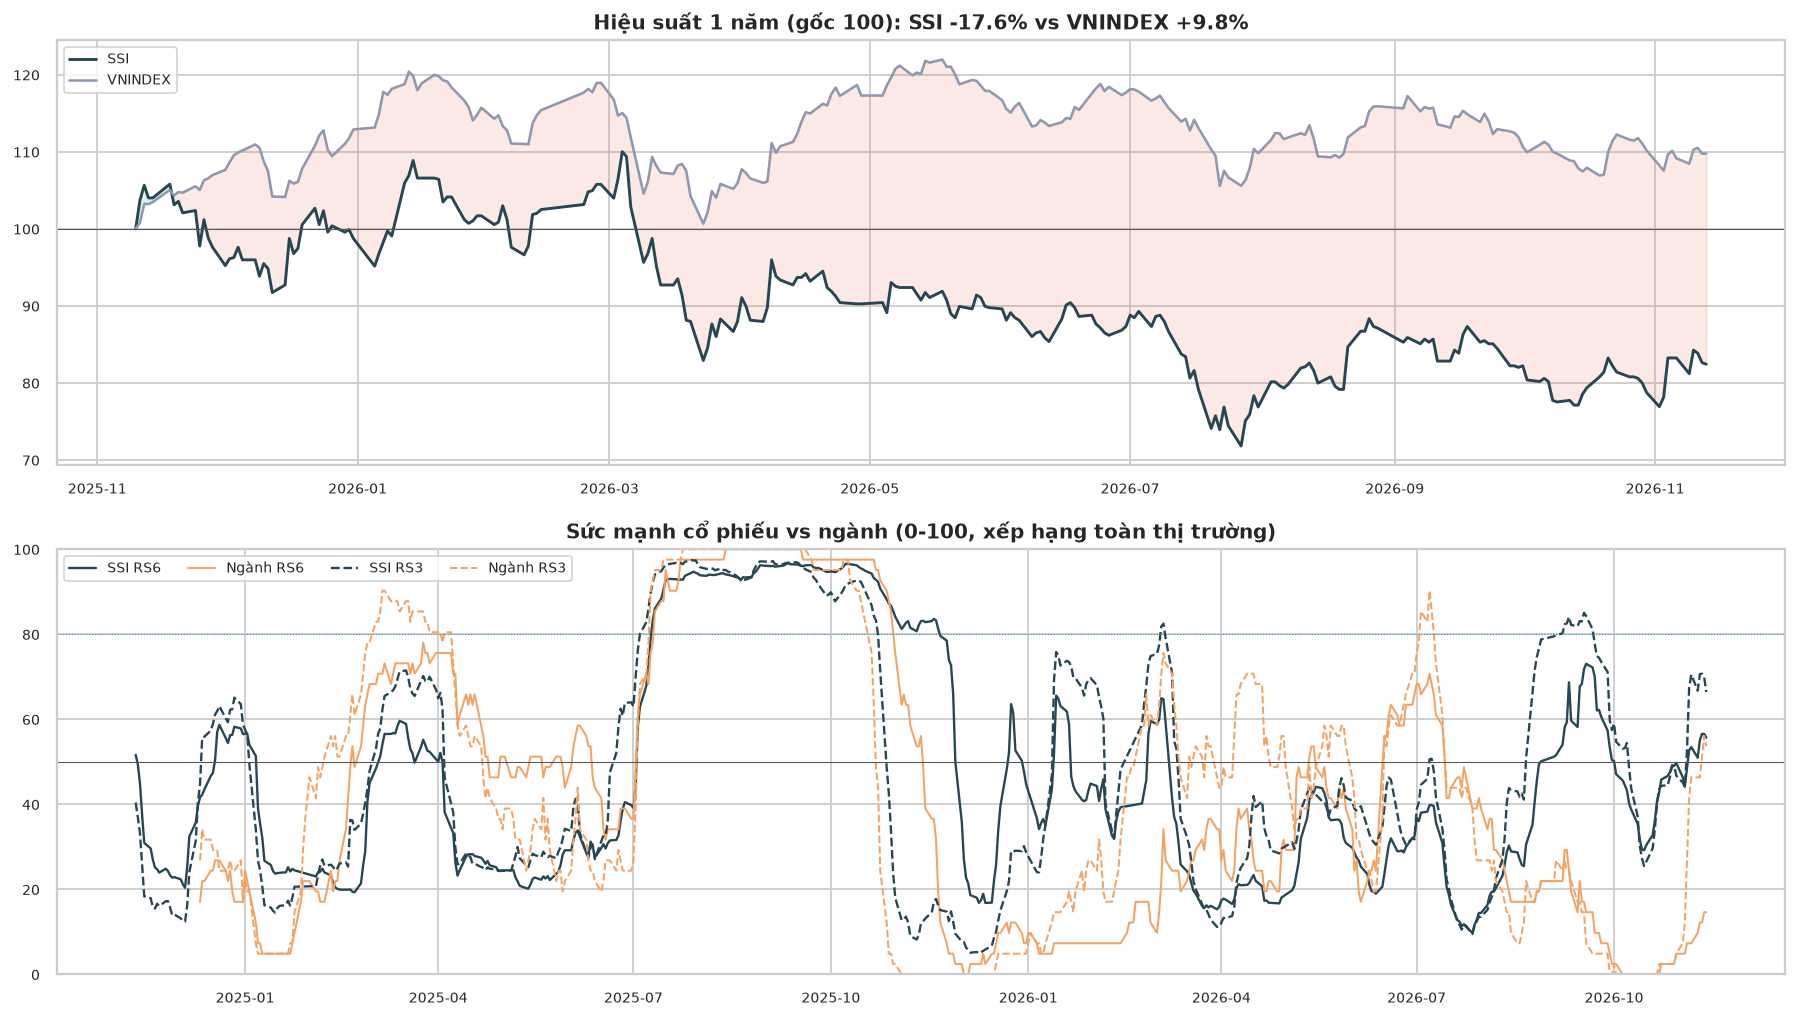 Hiệu suất 1 năm (gốc 100): SSI -17.6% vs VNINDEX +9.8%
SSI
VNINDEX
120
110
100
90
80
70
2025-11 2026-01 2026-03 2026-05 2026-07 2026-09 2026-11
Sức mạnh cổ phiếu vs ngành (0-100, xếp hạng toàn thị trường)
SSI RS6 Ngành RS6 SSI RS3 Ngành RS3
100
80
60
40
20
0
2025-01 2025-04 2025-07 2025-10 2026-01 2026-04 2026-07 2026-10